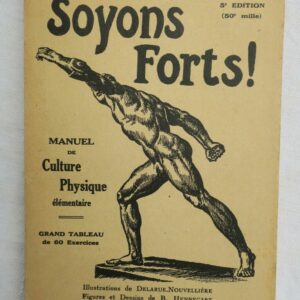 5e EDITION
(50e mille)
Soyons
Forts!
MANUEL
DE
Culture
Physique
élémentaire
GRAND TABLEAU
de 60 Exercices
Illustrations de DELARUE-NOUVELLIÈRE
Figures et Dessins de B. HENNECART